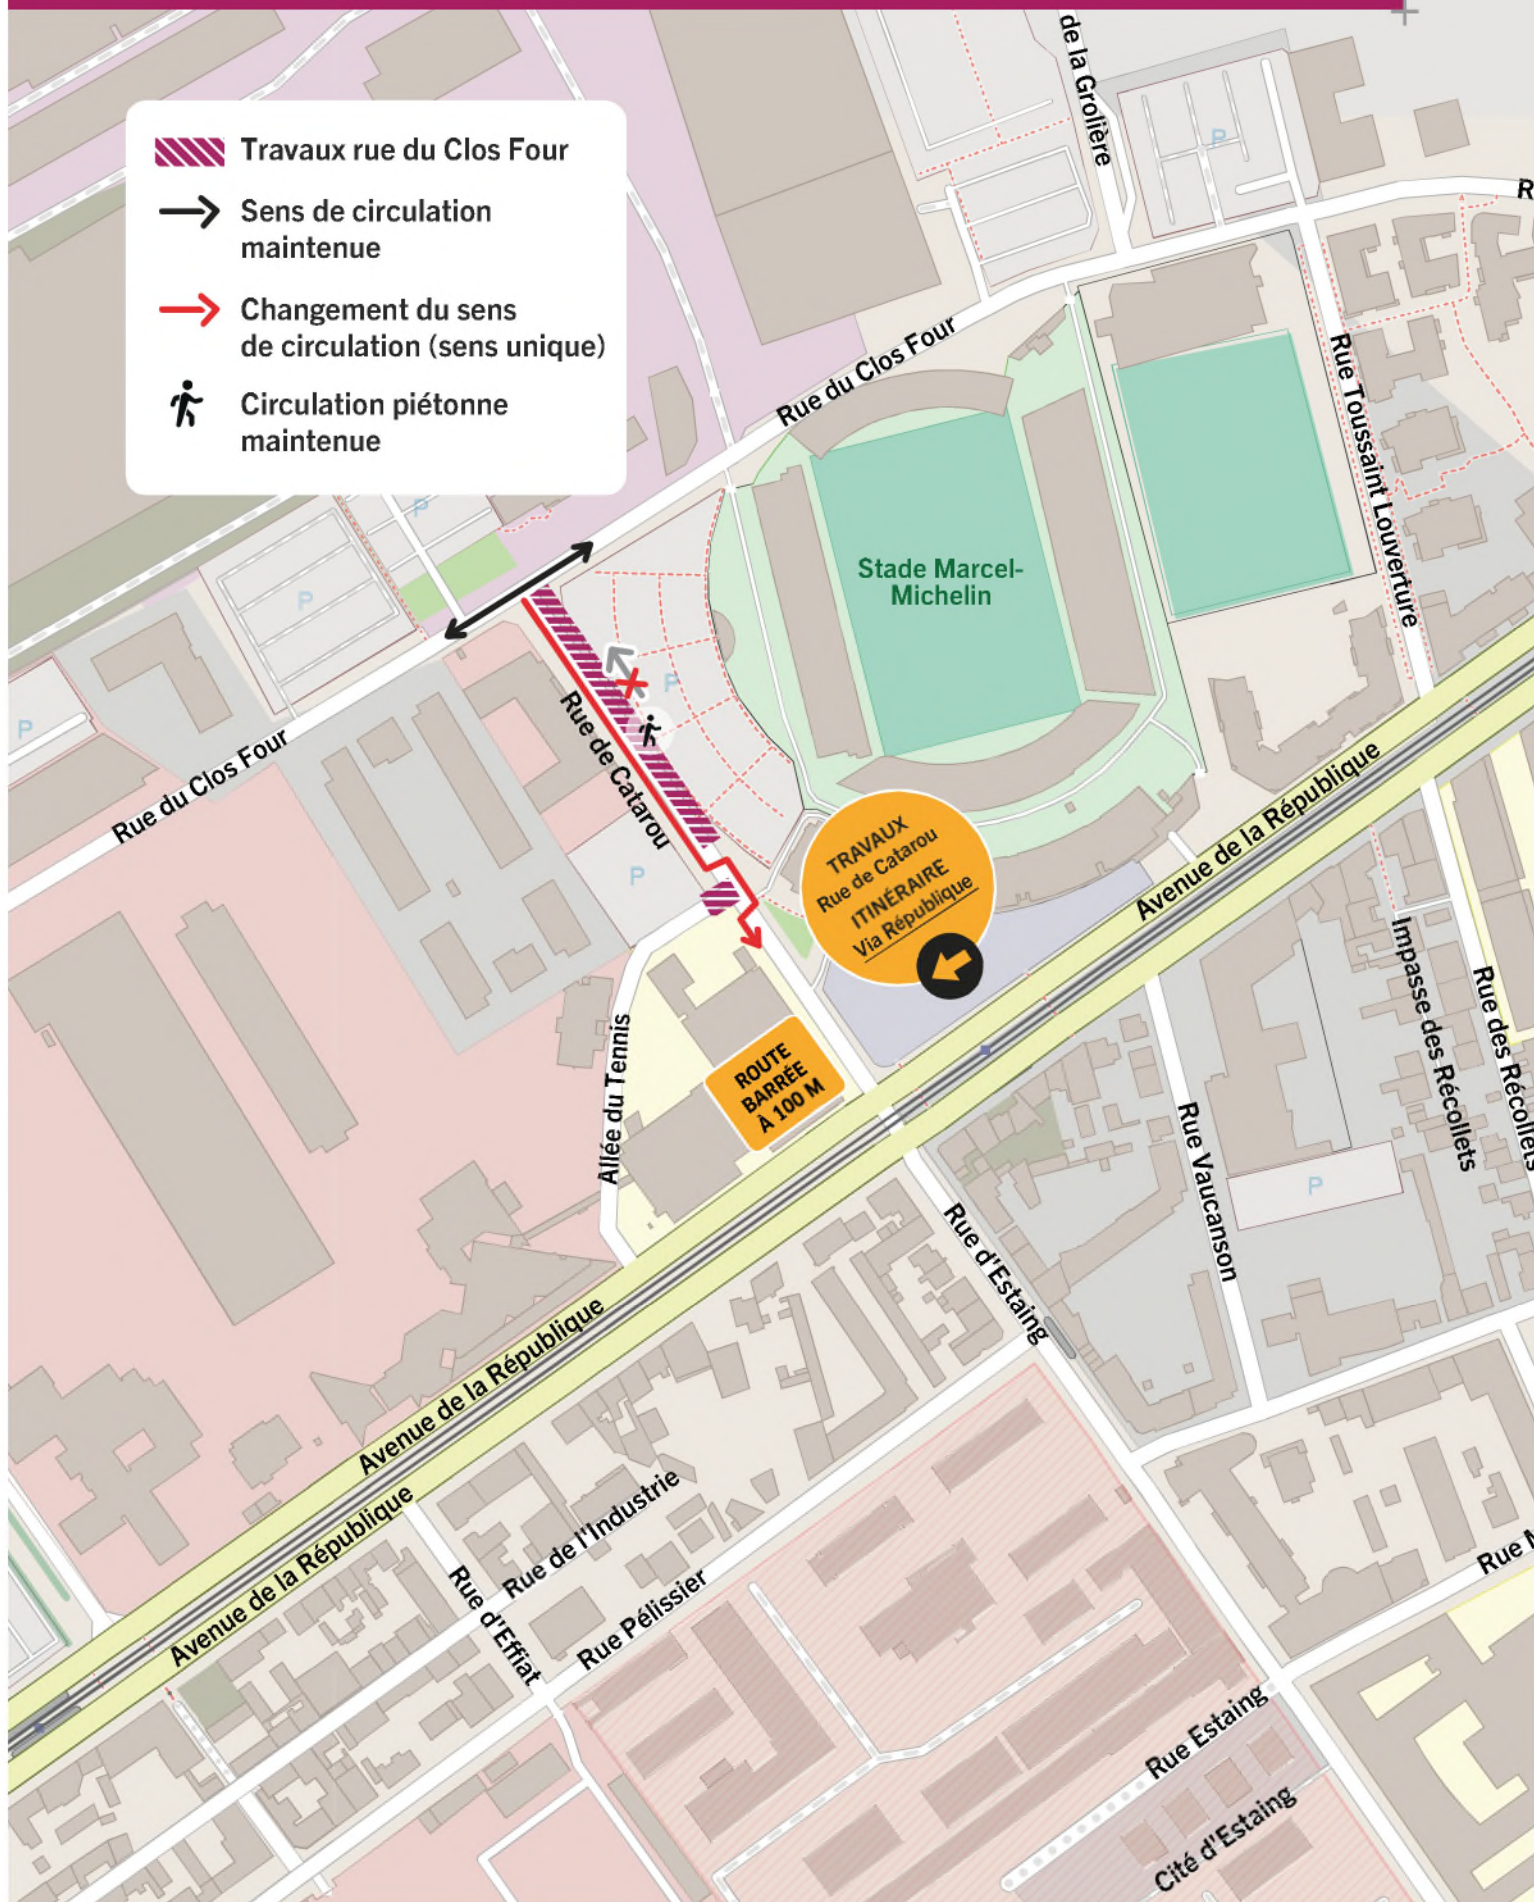 Travaux rue du Clos Four
Sens de circulation
maintenue
Changement du sens
de circulation (sens unique)
Circulation piétonne
maintenue
de la Grolière
P
R
Rue du Clos Four
Rue Toussaint Louverture
P
P
Stade Marcel-
Michelin
P
P
Rue de Catarou
Rue du Clos Four
P
TRAVAUX
Rue de Catarou
ITINÉRAIRE
Via République
Avenue de la République
Impasse des Récollets
Rue des Récollets
ROUTE
BARRÉE
À 100 M
Allée du Tennis
Rue Vaucanson
P
Rue d'Estaing
Avenue de la République
Avenue de la République
Rue de l'Industrie
Rue d'Effiat
Rue Pélissier
Rue
Rue Estaing
Cité d'Estaing